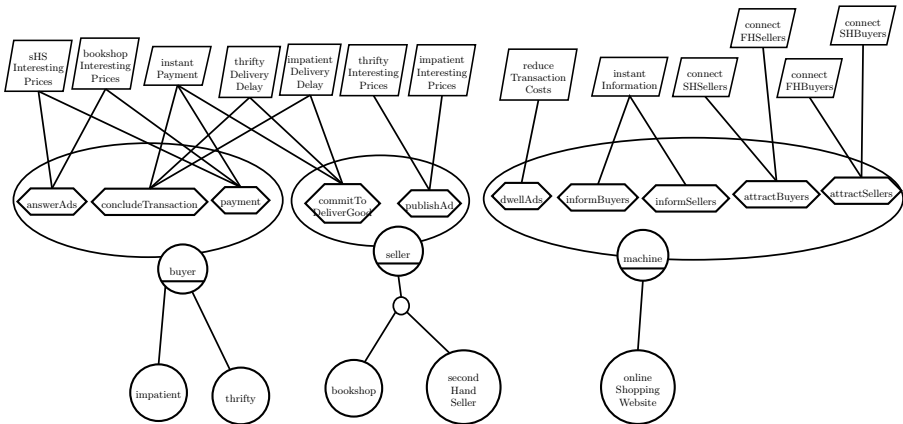 sHS
Interesting
Prices
bookshop
Interesting
Prices
instant
Payment
thrifty
Delivery
Delay
impatient
Delivery
Delay
thrifty
Interesting
Prices
impatient
Interesting
Prices
reduce
Transaction
Costs
instant
Information
connect
SHSellers
connect
FHSellers
connect
FHBuyers
connect
SHBuyers
answerAds
concludeTransaction
payment
commitTo
DeliverGood
publishAd
dwellAds
informBuyers
informSellers
attractBuyers
attractSellers
buyer
seller
machine
impatient
thrifty
bookshop
second
Hand
Seller
online
Shopping
Website